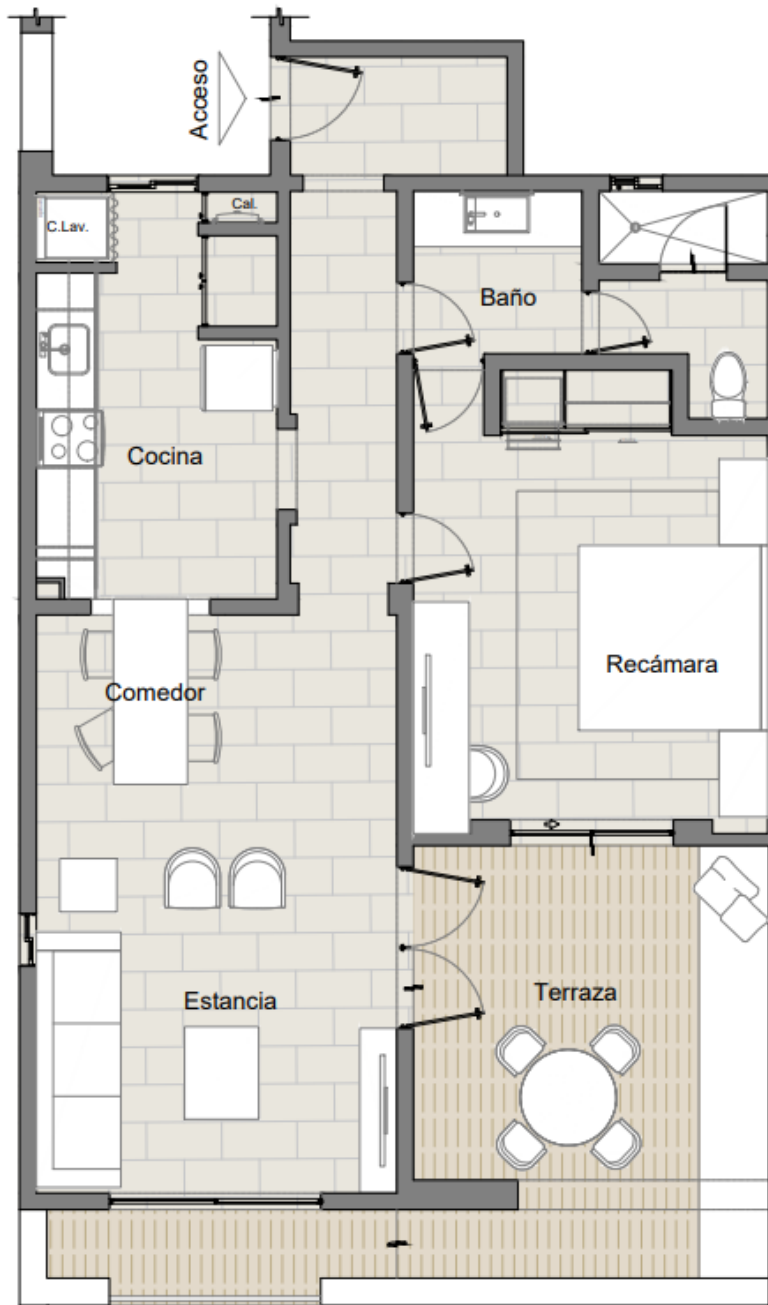 Acceso
C.Lav.
Cal.
Baño
Cocina
Recámara
Comedor
Estancia
Terraza